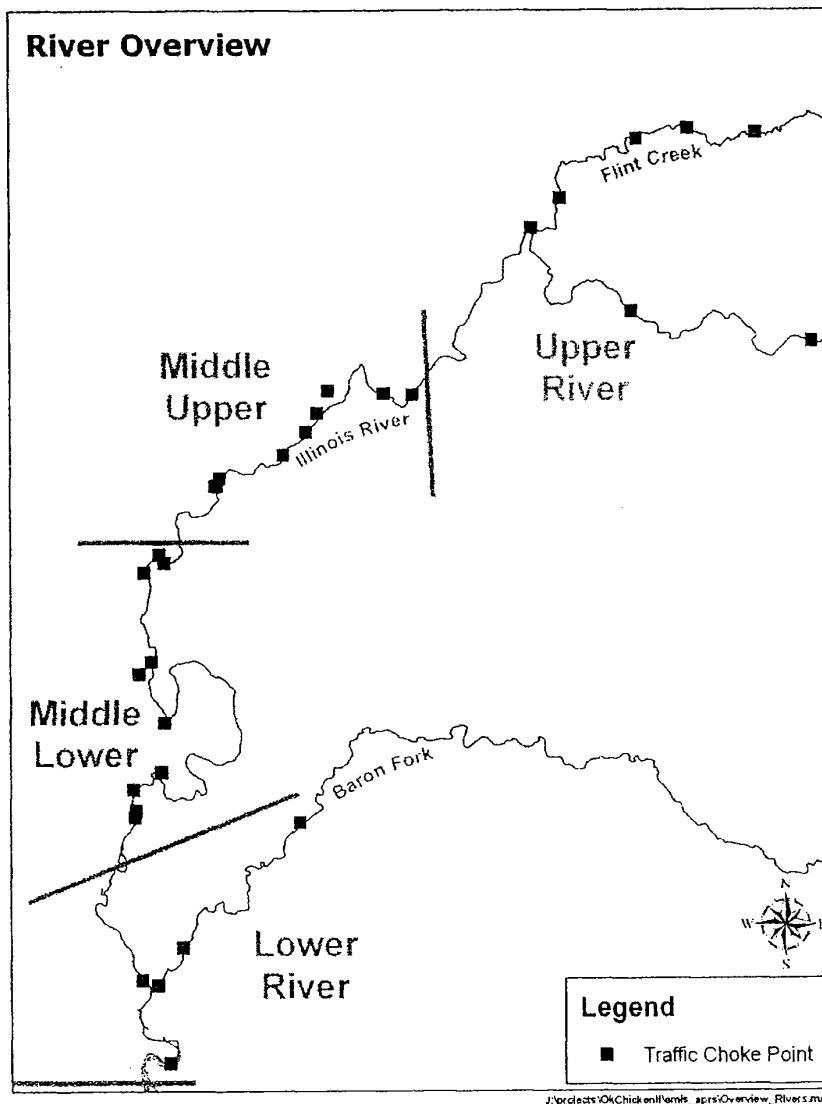 River Overview
Flint Creek
Upper
River
Middle
Upper
Illinois River
Middle
Lower
Baron Fork
N
W
S
Lower
River
Legend
Traffic Choke Point